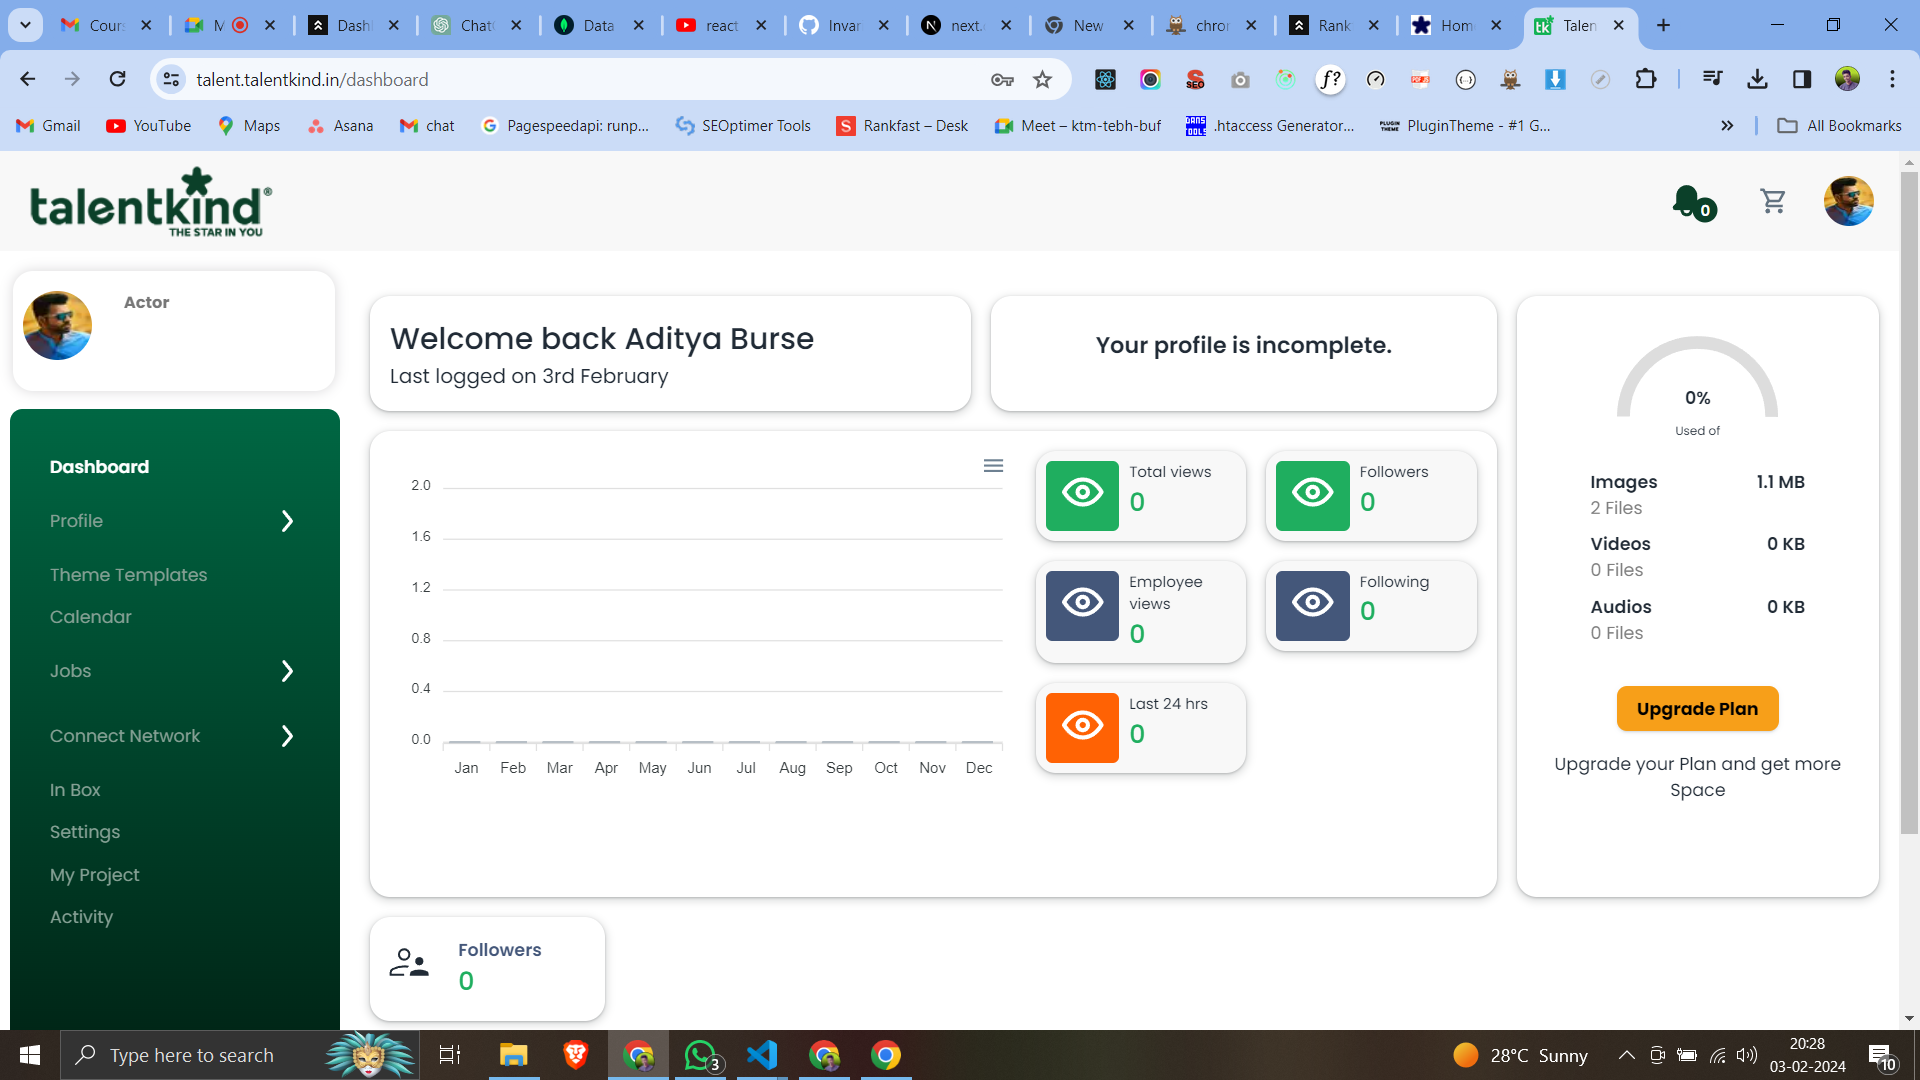 Cours
M
Dash
ChatG
Data
react
Invar
next.
New
chror
Rank
Hom
Talen
talent.talentkind.in/dashboard
f?
SEO
Gmail
YouTube
Maps
Asana
chat
Pagespeedapi: runp...
SEOptimer Tools
Rankfast – Desk
Meet – ktm-tebh-buf
.htaccess Generator...
PluginTheme - #1 G...
All Bookmarks
talentkind®
THE STAR IN YOU
0
Actor
Welcome back Aditya Burse
Last logged on 3rd February
Your profile is incomplete.
Dashboard
Profile
Theme Templates
Calendar
Jobs
Connect Network
In Box
Settings
My Project
Activity
2.0
1.6
1.2
0.8
0.4
0.0
Jan Feb Mar Apr May Jun Jul Aug Sep Oct Nov Dec
Total views
0
Followers
0
Employee
views
0
Following
0
Last 24 hrs
0
0%
Used of
Images 1.1 MB
2 Files
Videos 0 KB
0 Files
Audios 0 KB
0 Files
Upgrade Plan
Upgrade your Plan and get more
Space
Followers
0
Type here to search
3
28°C Sunny
20:28
03-02-2024
10